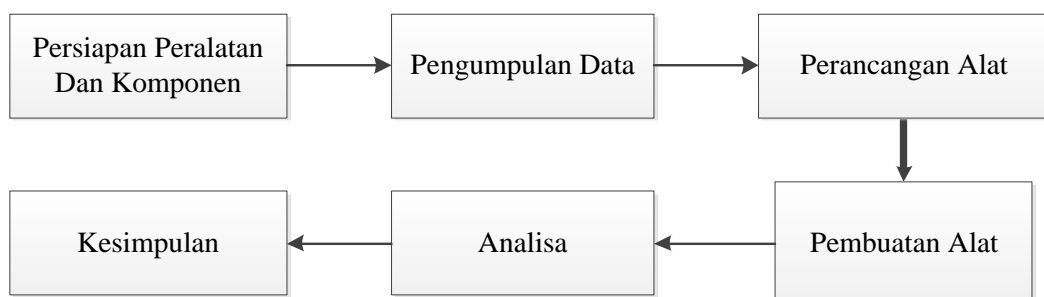 Persiapan Peralatan
Dan Komponen
Pengumpulan Data
Perancangan Alat
Pembuatan Alat
Analisa
Kesimpulan